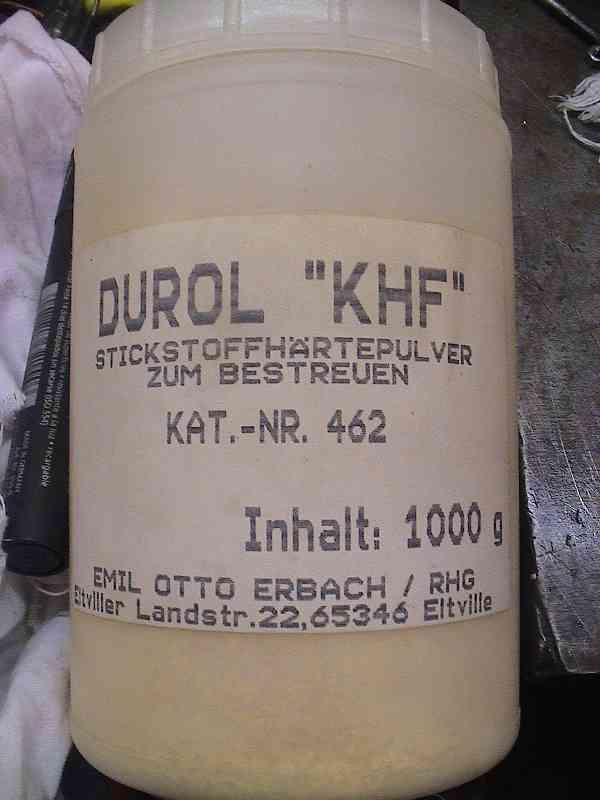 DUROL "KHF"
STICKSTOFFHÄRTEPULVER
ZUM BESTREUEN
KAT.-NR. 462
Inhalt: 1000 g
EMIL OTTO ERBACH / RHG
Eltviller Landstr.22,65346 Eltville